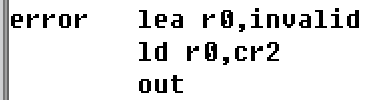 error lea r0,invalid
ld r0,cr2
out